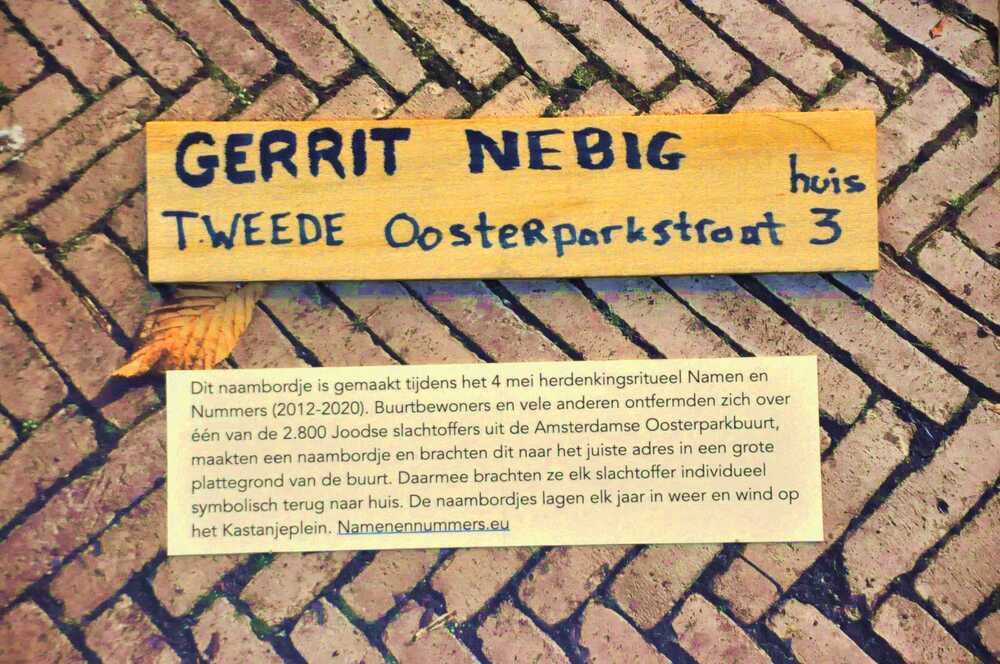 GERRIT NEBIG
huis
TWEEDE OosteRparkstraat 3
Dit naambordje is gemaakt tijdens het 4 mei herdenkingsritueel Namen en
Nummers (2012-2020). Buurtbewoners en vele anderen ontfermden zich over
één van de 2.800 Joodse slachtoffers uit de Amsterdamse Oosterparkbuurt,
maakten een naambordje en brachten dit naar het juiste adres in een grote
plattegrond van de buurt. Daarmee brachten ze elk slachtoffer individueel
symbolisch terug naar huis. De naambordjes lagen elk jaar in weer en wind op
het Kastanjeplein. Namenennummers.eu